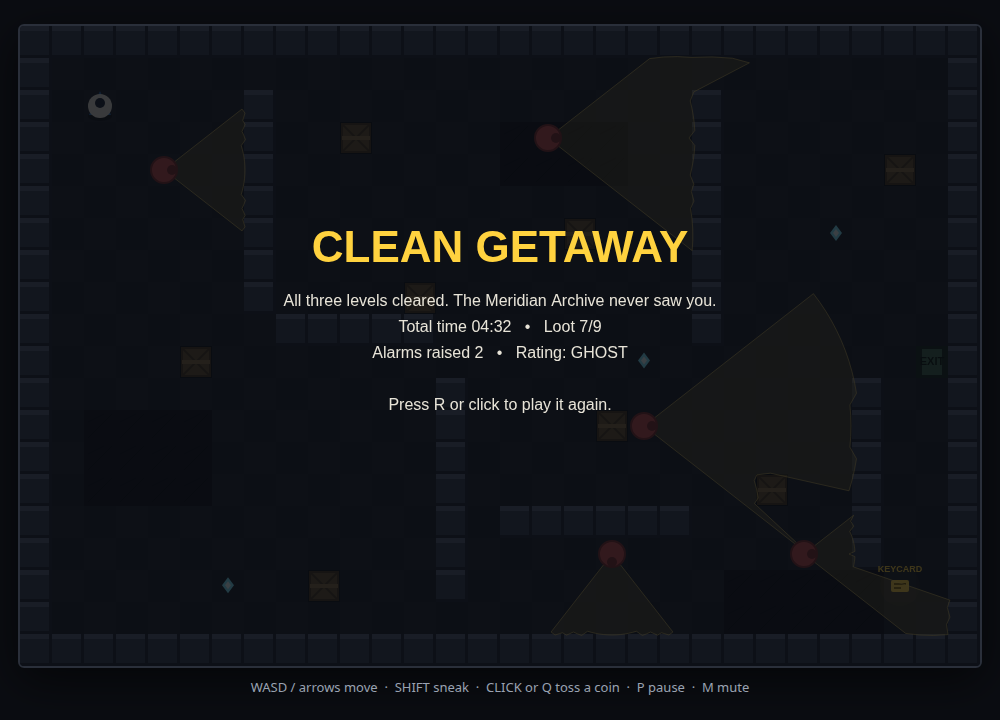 CLEAN GETAWAY
All three levels cleared. The Meridian Archive never saw you.
Total time 04:32 • Loot 7/9
Alarms raised 2 • Rating: GHOST
EXIT
Press R or click to play it again.
KEYCARD
WASD / arrows move · SHIFT sneak · CLICK or Q toss a coin · P pause · M mute